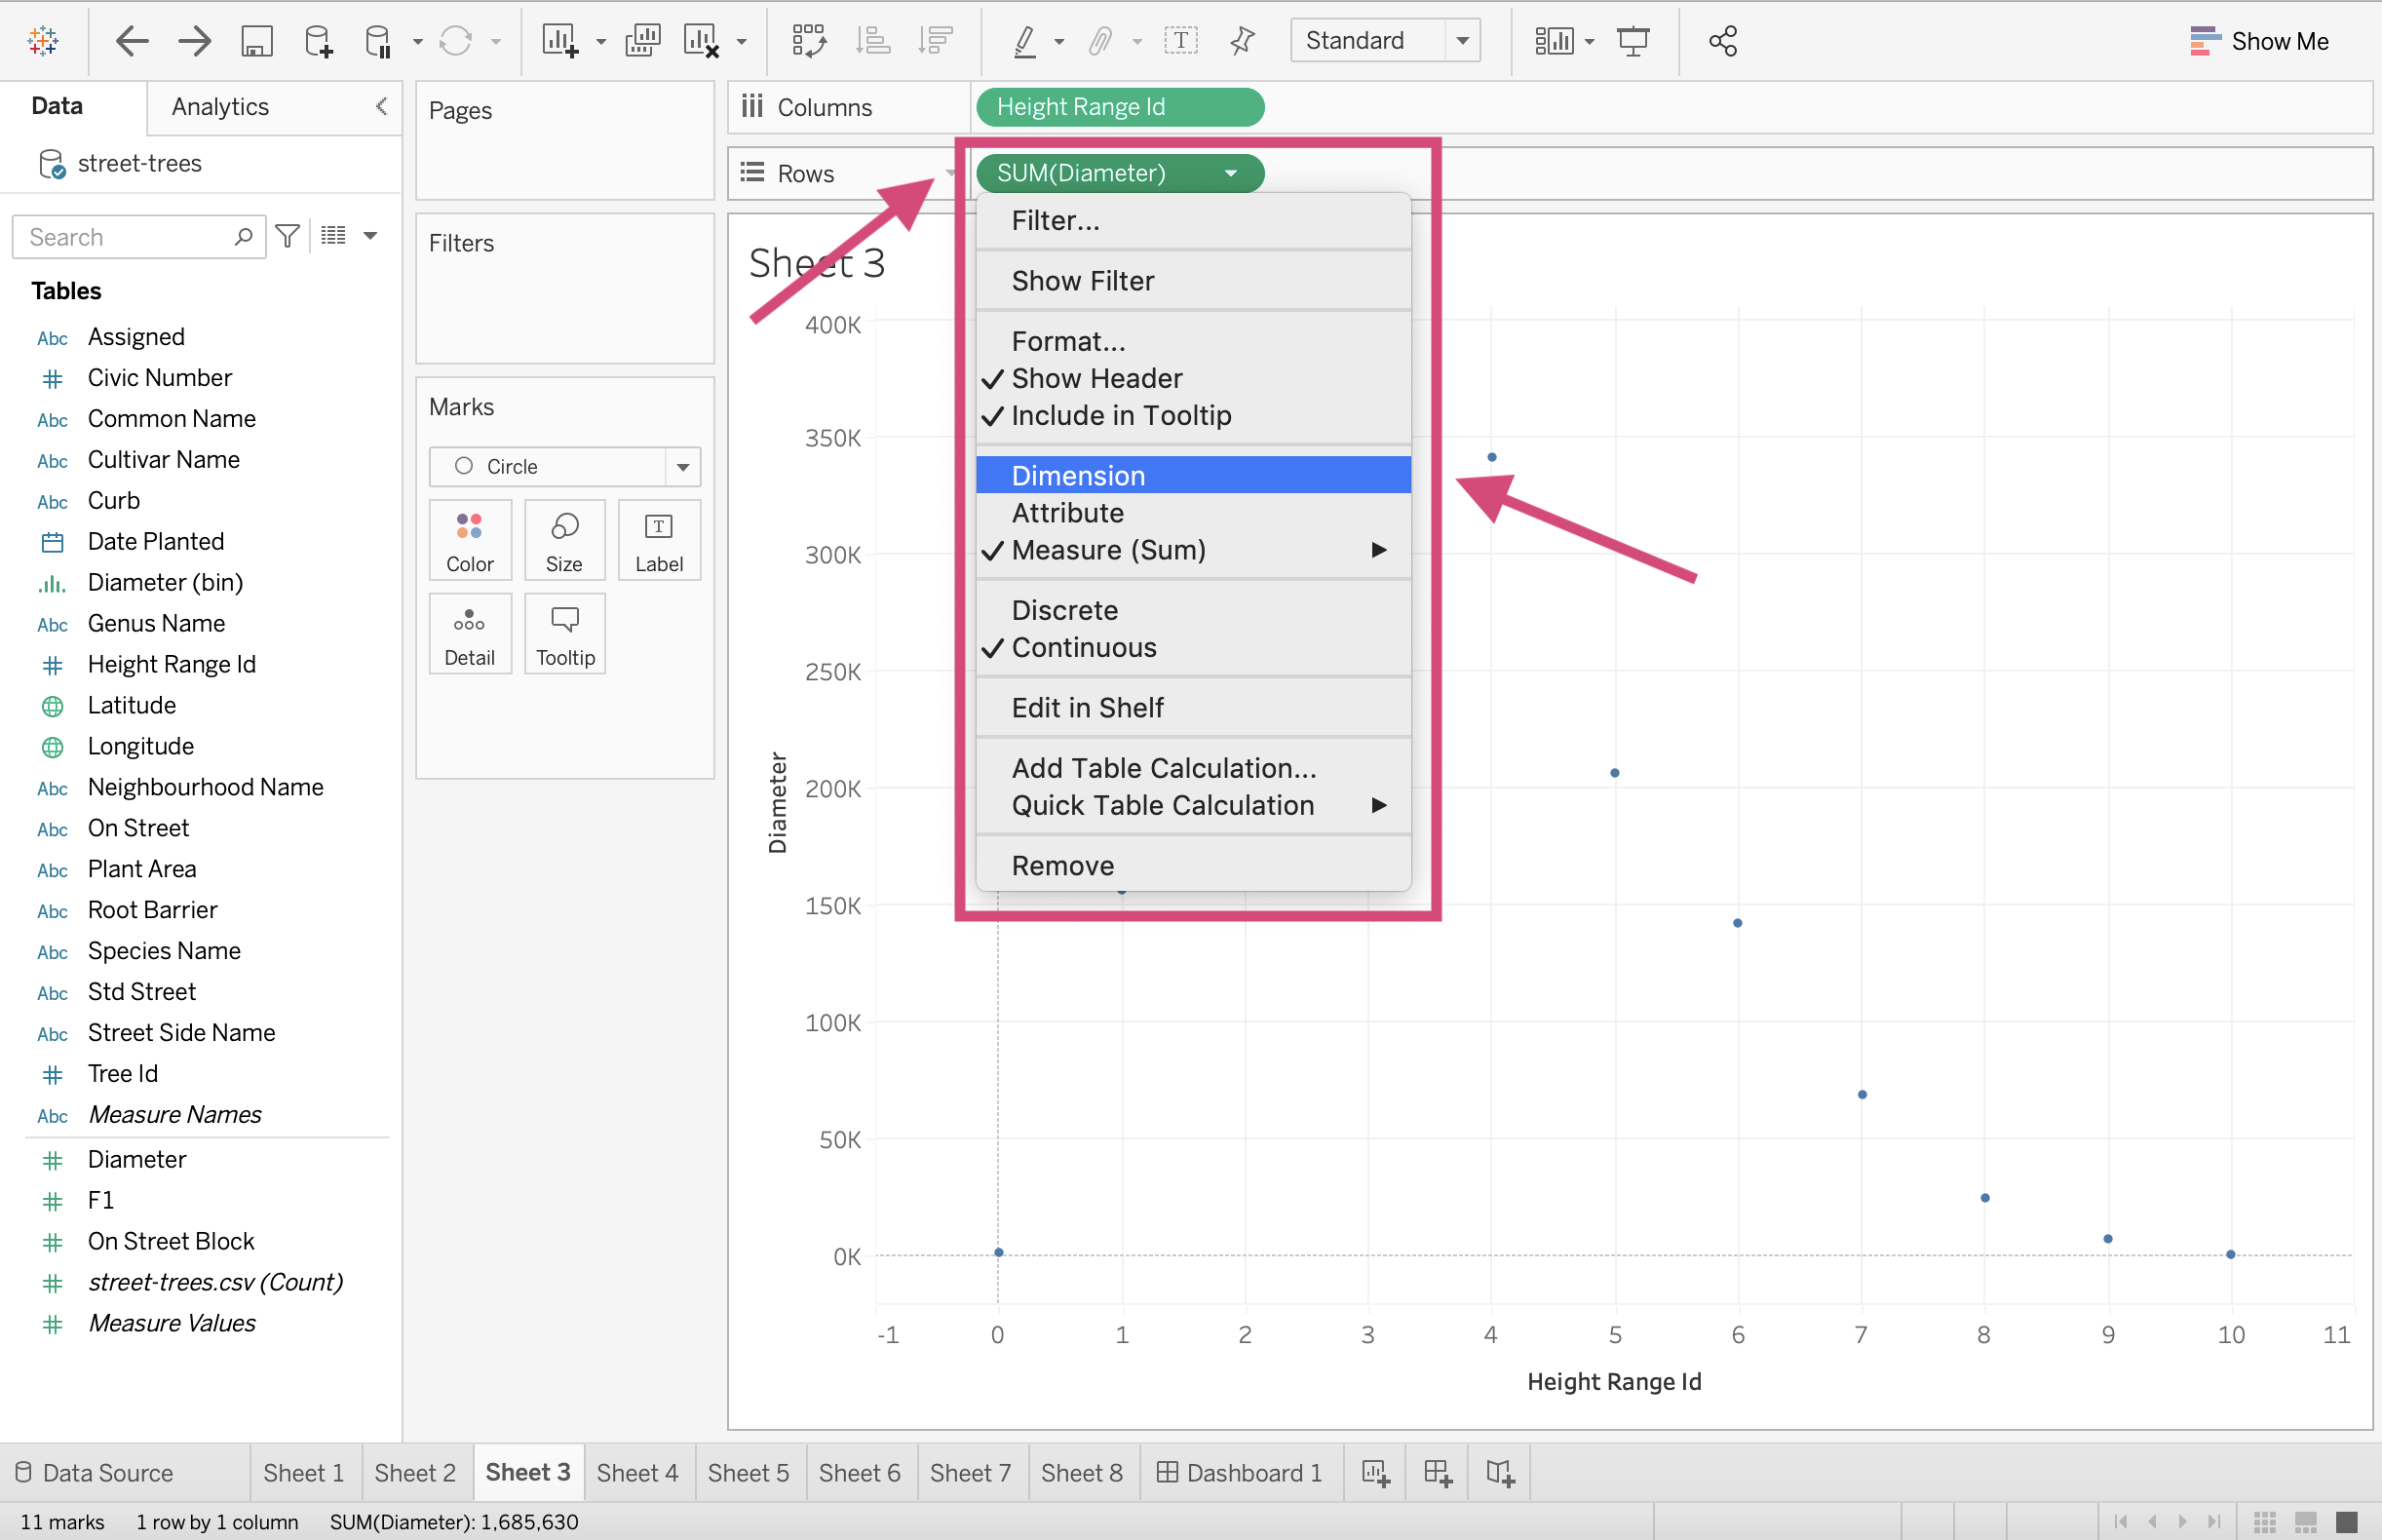 Standard
Show Me
Data
Analytics
street-trees
Search
Tables
Abc Assigned
Civic Number
Abc Common Name
Abc Cultivar Name
Abc Curb
Date Planted
Diameter (bin)
Abc Genus Name
Height Range Id
Latitude
Longitude
Abc Neighbourhood Name
Abc On Street
Abc Plant Area
Abc Root Barrier
Abc Species Name
Abc Std Street
Abc Street Side Name
Tree Id
Abc Measure Names
Diameter
F1
On Street Block
street-trees.csv (Count)
Measure Values
Pages
Filters
Marks
Circle
Color Size Label
Detail Tooltip
Columns Height Range Id
Rows SUM(Diameter)
Filter...
Show Filter
Format...
Show Header
Include in Tooltip
Dimension
Attribute
Measure (Sum)
Discrete
Continuous
Edit in Shelf
Add Table Calculation...
Quick Table Calculation
Remove
Sheet 3
400K
350K
300K
250K
200K
150K
100K
50K
0K
Diameter
-1 0 1 2 3 4 5 6 7 8 9 10 11
Height Range Id
Data Source Sheet 1 Sheet 2 Sheet 3 Sheet 4 Sheet 5 Sheet 6 Sheet 7 Sheet 8 Dashboard 1
11 marks 1 row by 1 column SUM(Diameter): 1,685,630